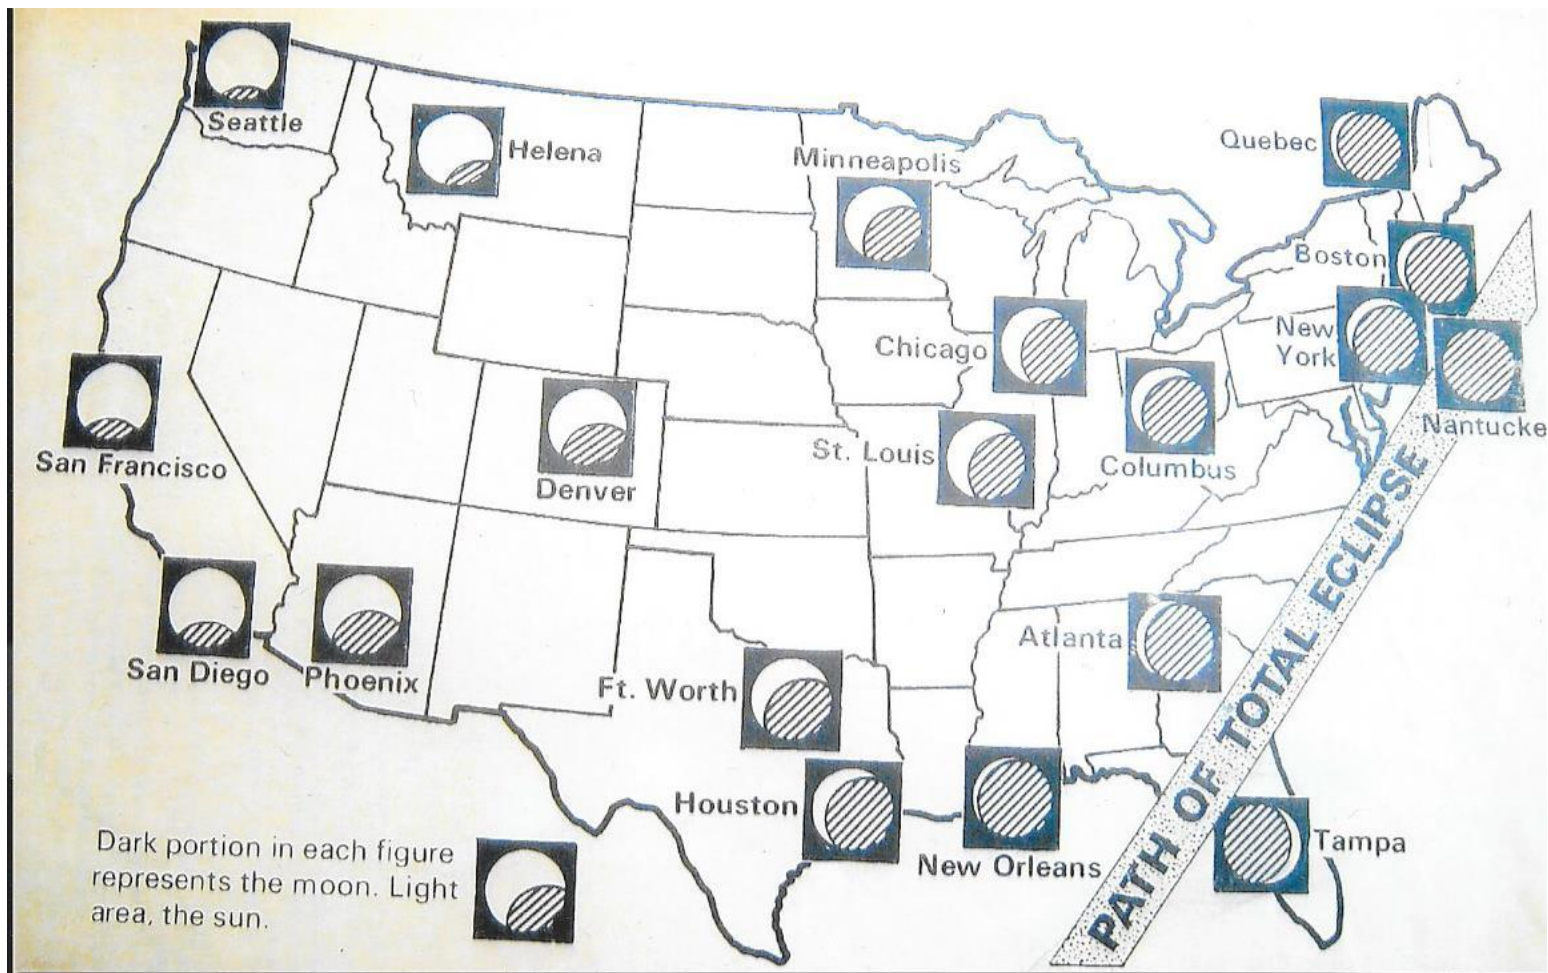 Seattle
Helena
Minneapolis
Quebec
Boston
New
York
Chicago
Nantucke
San Francisco
Denver
St. Louis
Columbus
San Diego
Phoenix
Ft. Worth
Atlanta
Houston
New Orleans
Tampa
PATH OF TOTAL ECLIPSE
Dark portion in each figure
represents the moon. Light
area, the sun.